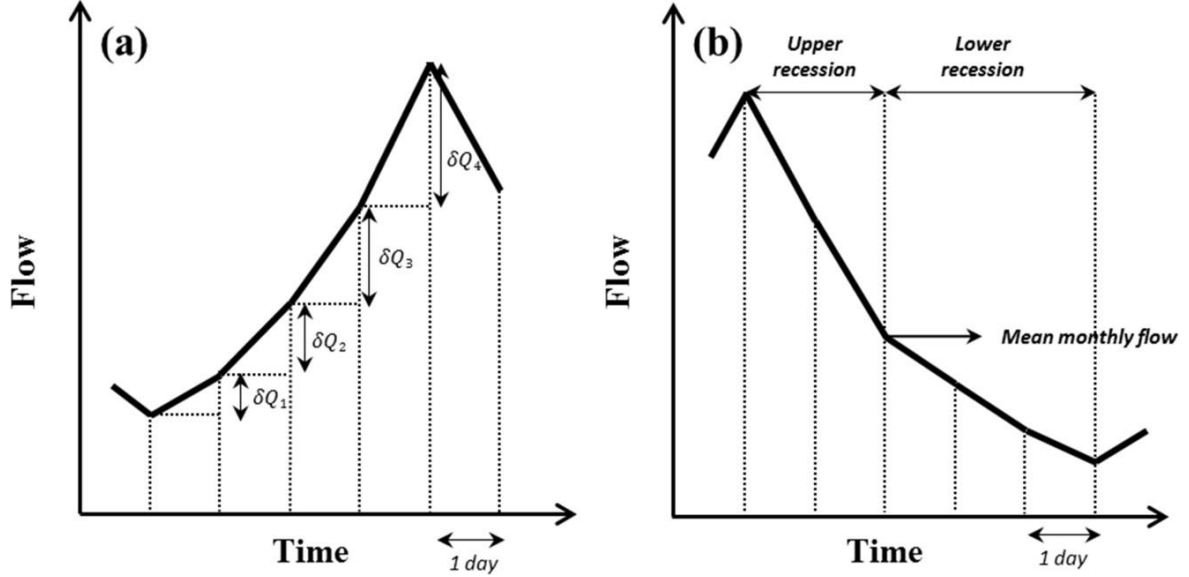 (a)
Flow
δQ₁
δQ₂
δQ₃
δQ₄
Time
1 day
(b)
Upper
recession
Lower
recession
Flow
Mean monthly flow
Time
1 day